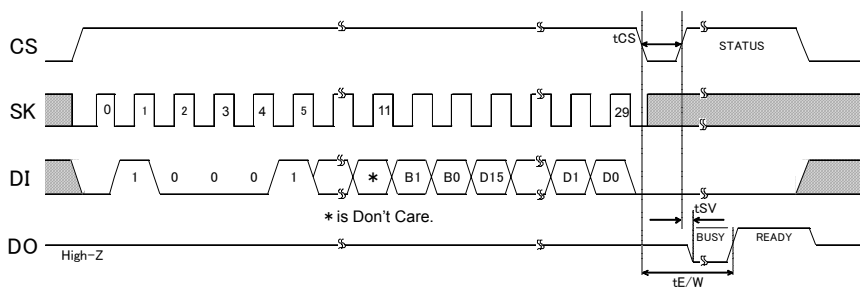 CS tCS STATUS
SK 0 1 2 3 4 5 11 29
DI 1 0 0 0 1 * B1 B0 D15 D1 D0
* is Don't Care.
tSV
DO High-Z BUSY READY
tE/W